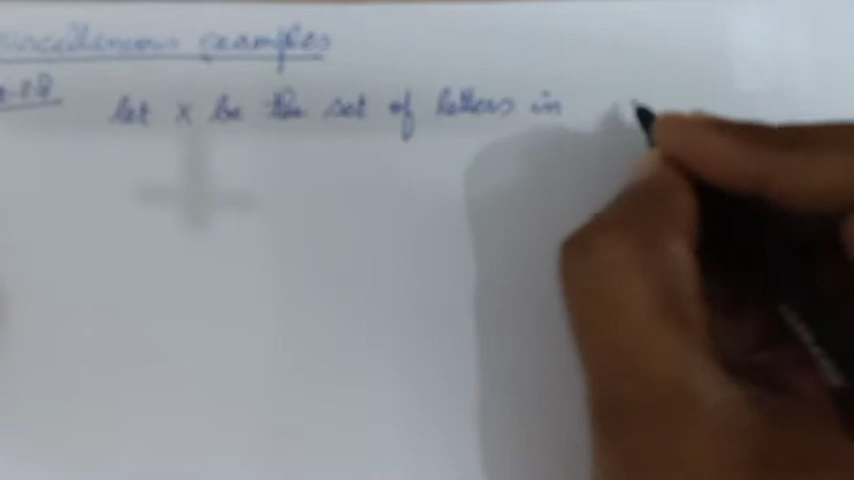 miscellaneous examples
let x be the set of letters in